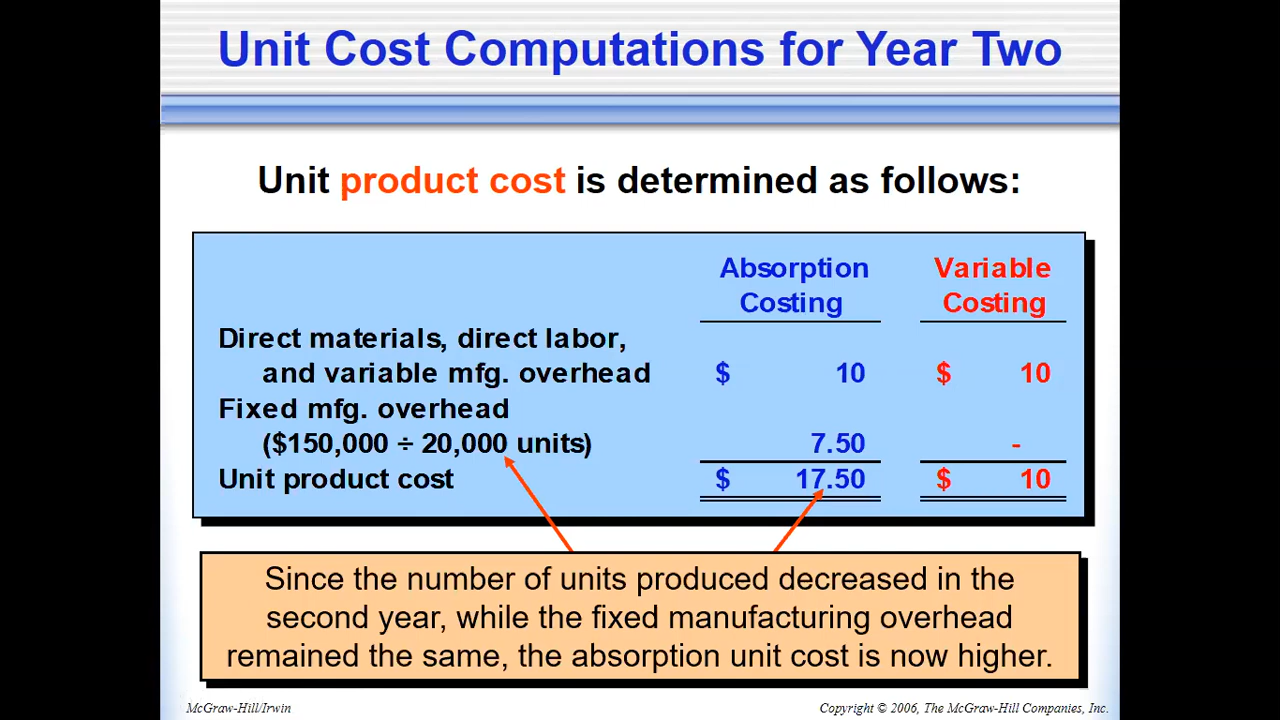 Unit Cost Computations for Year Two
Unit product cost is determined as follows:
Absorption Costing Variable Costing
Direct materials, direct labor,
and variable mfg. overhead $ 10 $ 10
Fixed mfg. overhead
($150,000 ÷ 20,000 units) 7.50 -
Unit product cost $ 17.50 $ 10
Since the number of units produced decreased in the
second year, while the fixed manufacturing overhead
remained the same, the absorption unit cost is now higher.
McGraw-Hill/Irwin Copyright © 2006, The McGraw-Hill Companies, Inc.